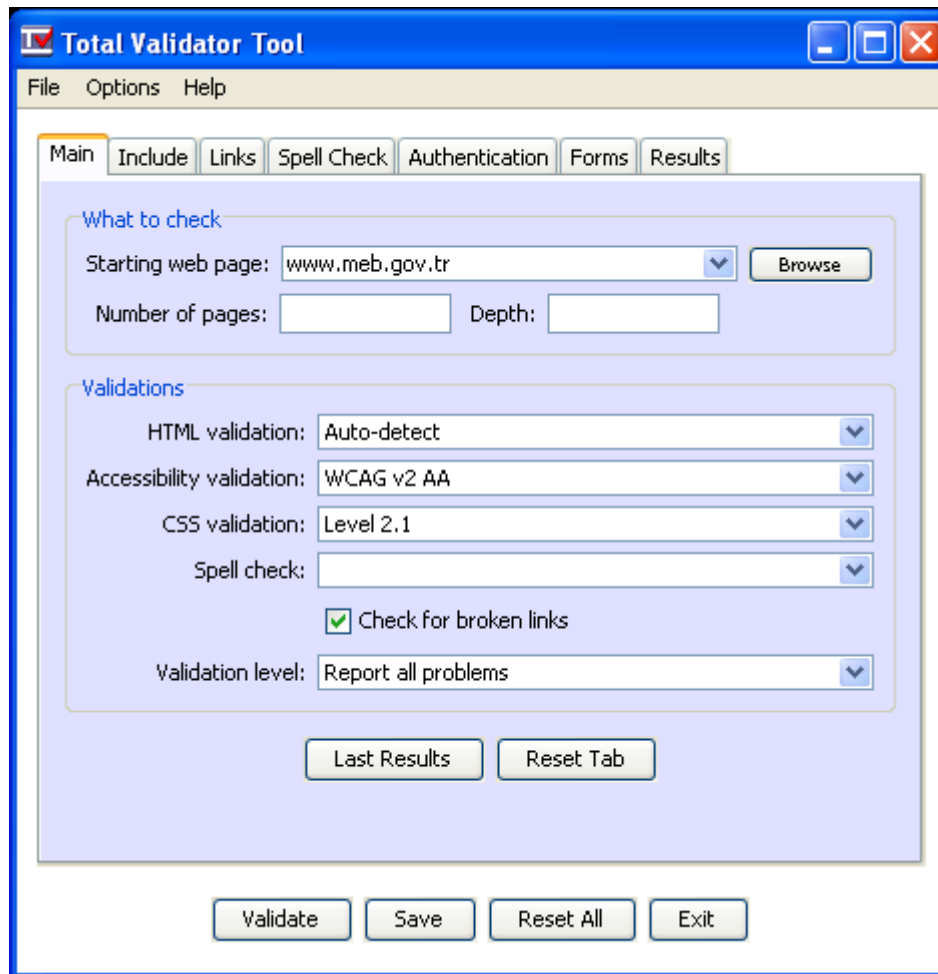 Total Validator Tool
File Options Help
Main Include Links Spell Check Authentication Forms Results
What to check
Starting web page: www.meb.gov.tr Browse
Number of pages: Depth:
Validations
HTML validation: Auto-detect
Accessibility validation: WCAG v2 AA
CSS validation: Level 2.1
Spell check:
Check for broken links
Validation level: Report all problems
Last Results Reset Tab
Validate Save Reset All Exit